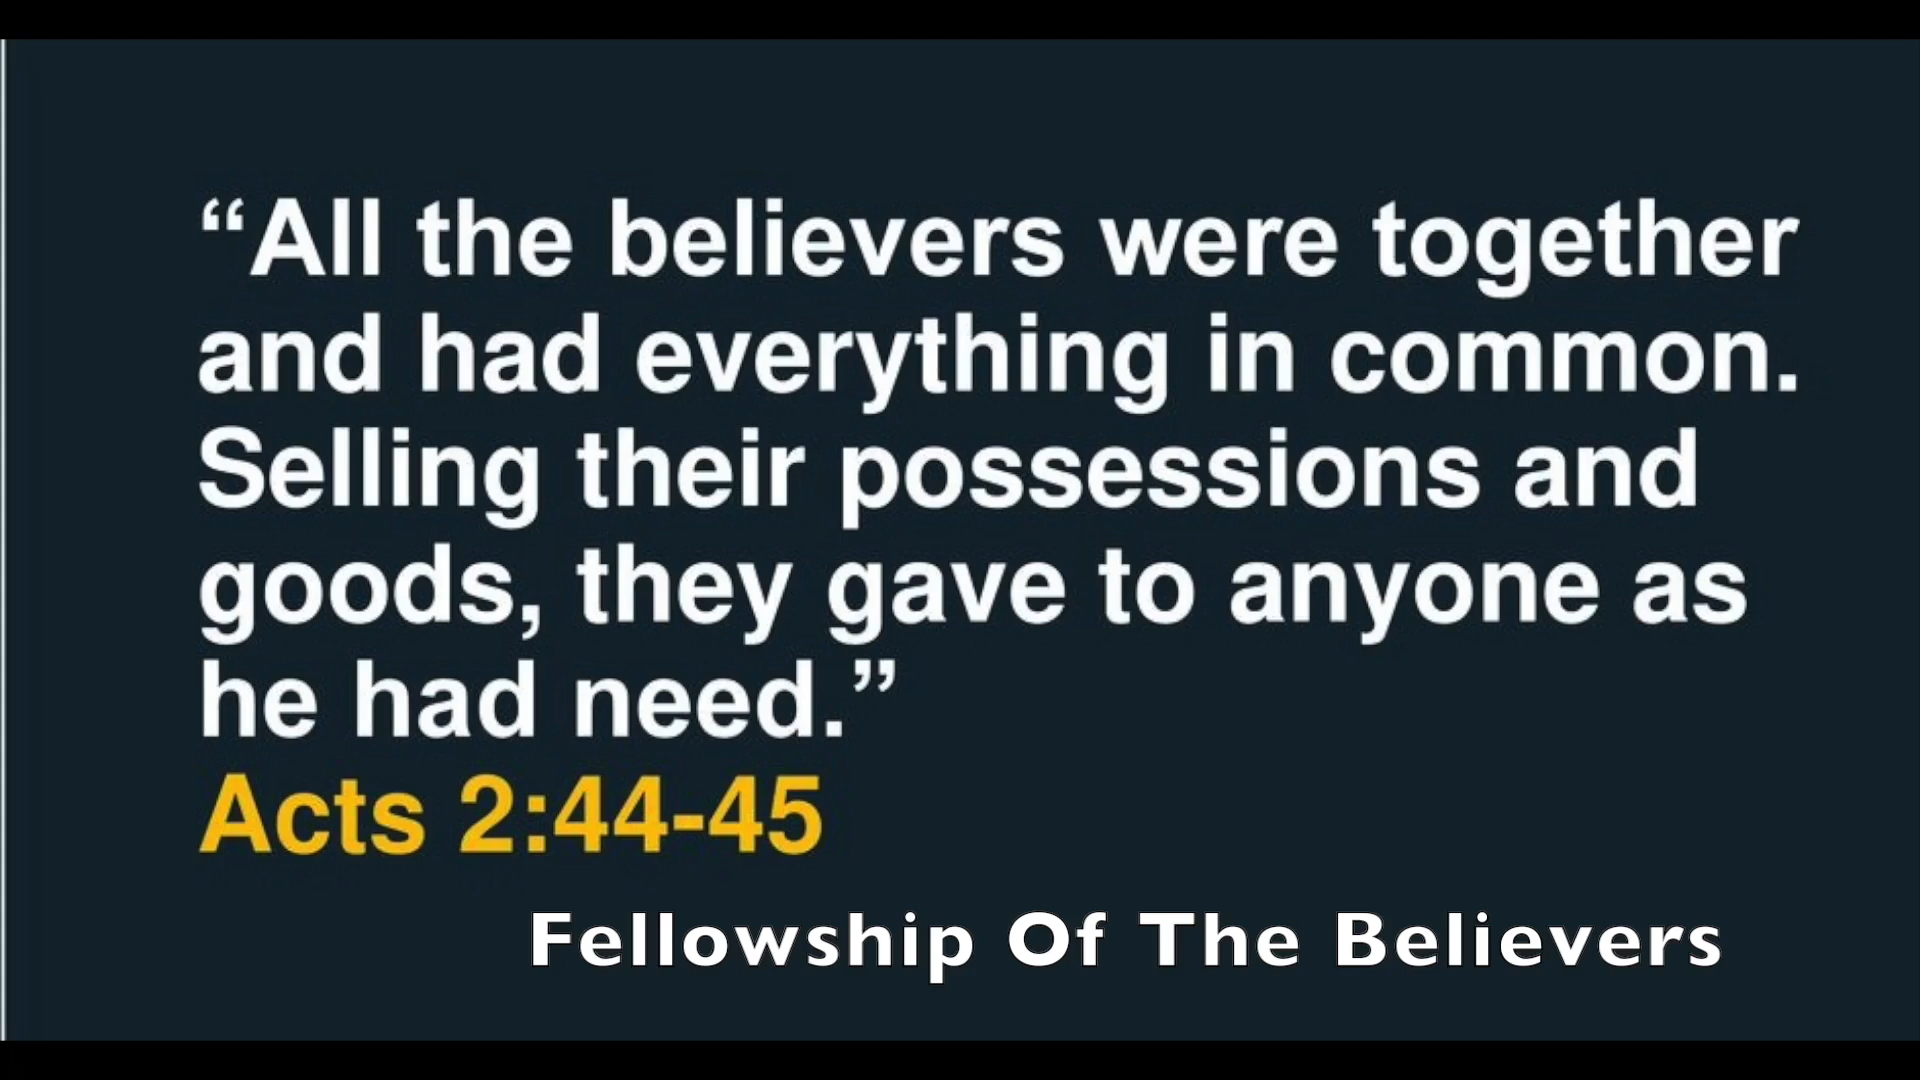 “All the believers were together
and had everything in common.
Selling their possessions and
goods, they gave to anyone as
he had need.”
Acts 2:44-45
Fellowship Of The Believers